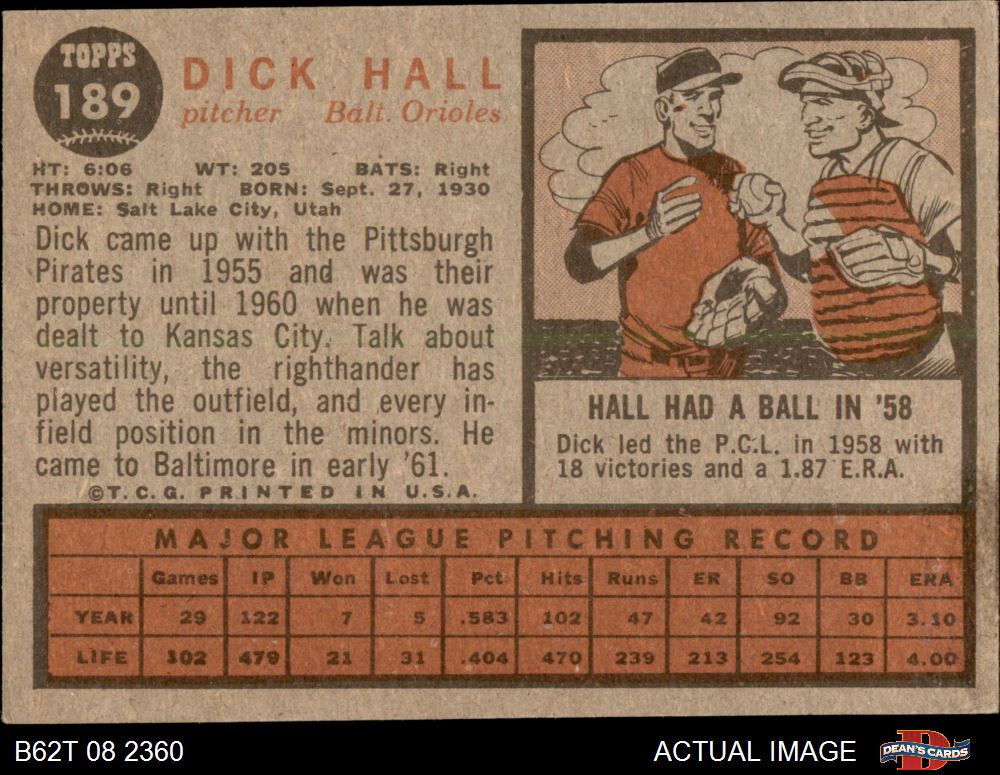 TOPPS
189
DICK HALL
pitcher Balt. Orioles
HT: 6:06 WT: 205 BATS: Right
THROWS: Right BORN: Sept. 27, 1930
HOME: Salt Lake City, Utah
Dick came up with the Pittsburgh
Pirates in 1955 and was their
property until 1960 when he was
dealt to Kansas City. Talk about
versatility, the righthander has
played the outfield, and every in-
field position in the minors. He
came to Baltimore in early '61.
©T.C.G. PRINTED IN U.S.A.
HALL HAD A BALL IN '58
Dick led the P.C.L. in 1958 with
18 victories and a 1.87 E.R.A.
MAJOR LEAGUE PITCHING RECORD
Games IP Won Lost Pct Hits Runs ER SO BB ERA
YEAR 29 122 7 5 .583 102 47 42 92 30 3.10
LIFE 102 479 21 31 .404 470 239 213 254 123 4.00
B62T 08 2360 ACTUAL IMAGE DEAN'S CARDS